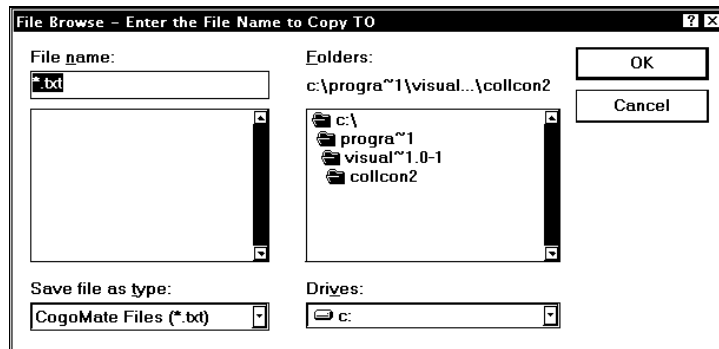 File Browse - Enter the File Name to Copy TO
File name:
*.txt
Save file as type:
CogoMate Files (*.txt)
Folders:
c:\progra~1\visual...\collcon2
c:\
progra~1
visual~1.0-1
collcon2
Drives:
c:
OK
Cancel